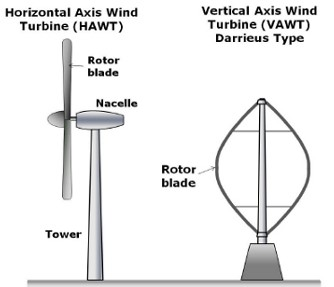 Horizontal Axis Wind
Turbine (HAWT)
Vertical Axis Wind
Turbine (VAWT)
Darrieus Type
Rotor
blade
Nacelle
Rotor
blade
Tower